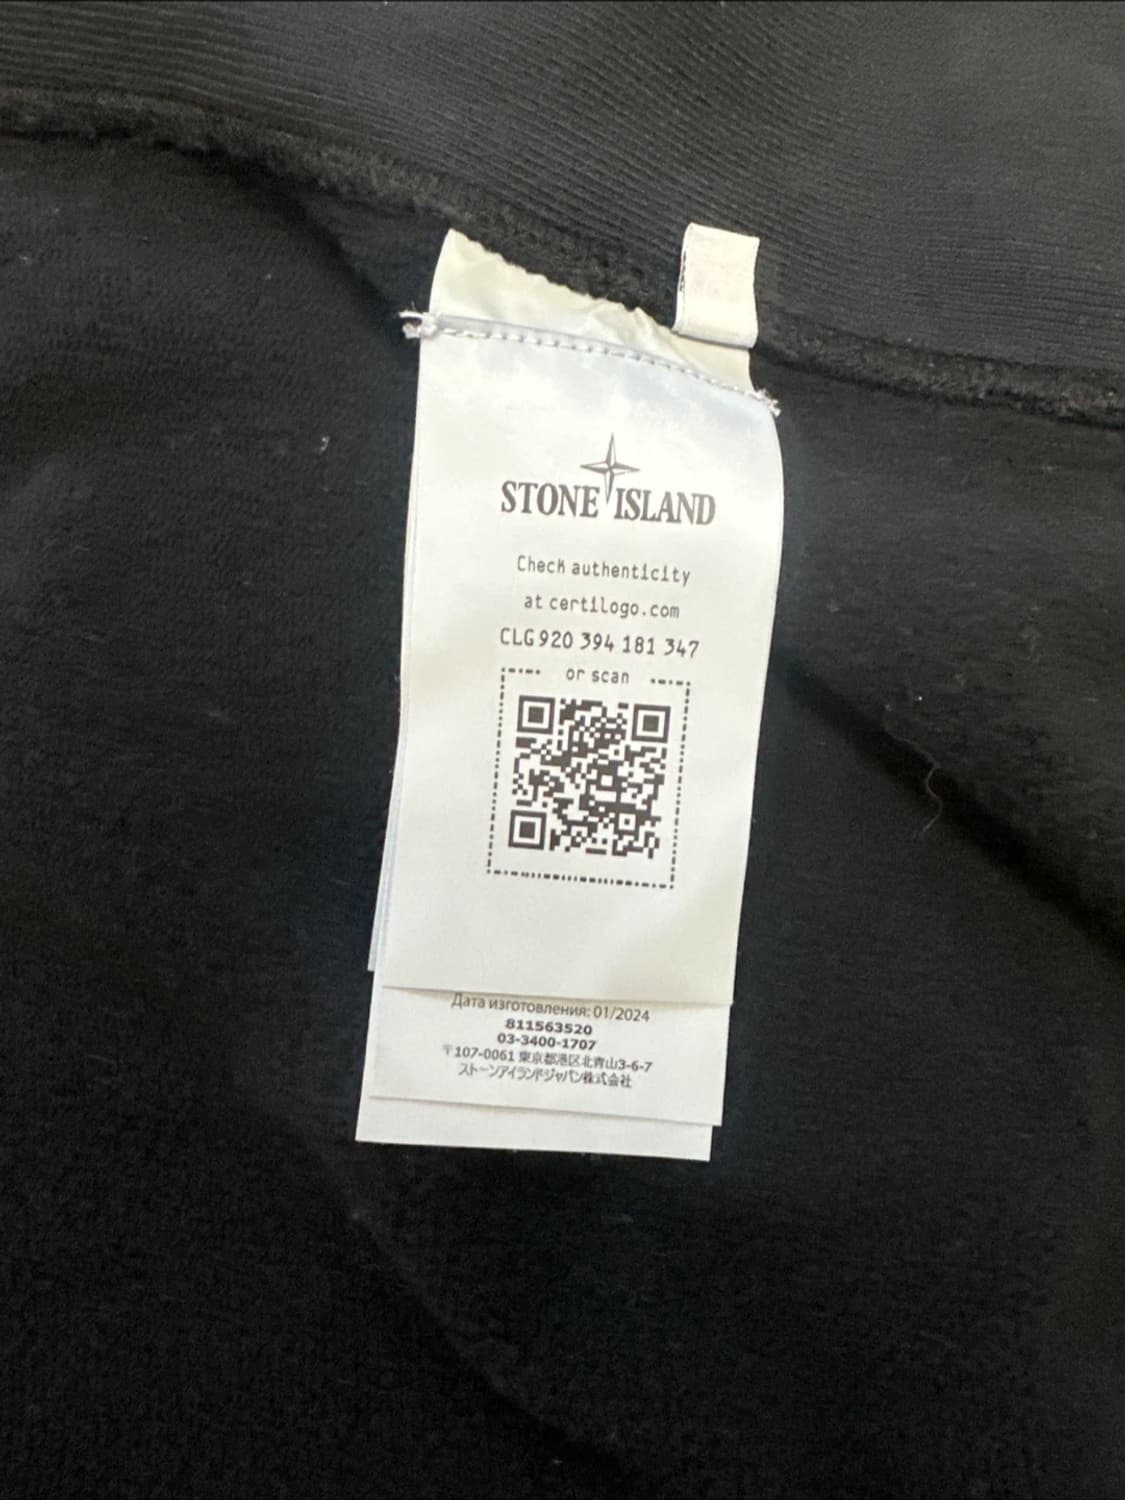 STONE ISLAND
Check authenticity
at certilogo.com
CLG 920 394 181 347
or scan
Дата изготовления: 01/2024
811563520
03-3400-1707
〒107-0061 東京都港区北青山3-6-7
ストーンアイランドジャパン株式会社